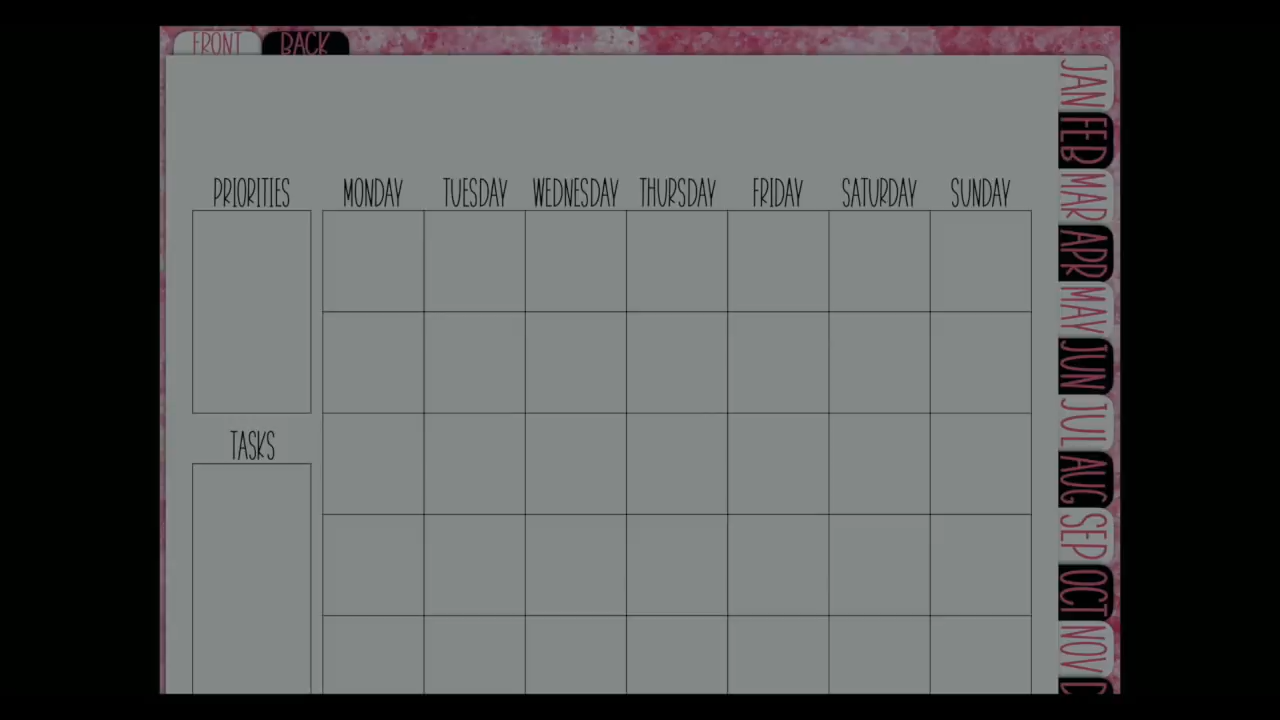 FRONT BACK
PRIORITIES MONDAY TUESDAY WEDNESDAY THURSDAY FRIDAY SATURDAY SUNDAY
TASKS
JAN
FEB
MAR
APR
MAY
JUN
JUL
AUG
SEP
OCT
NOV